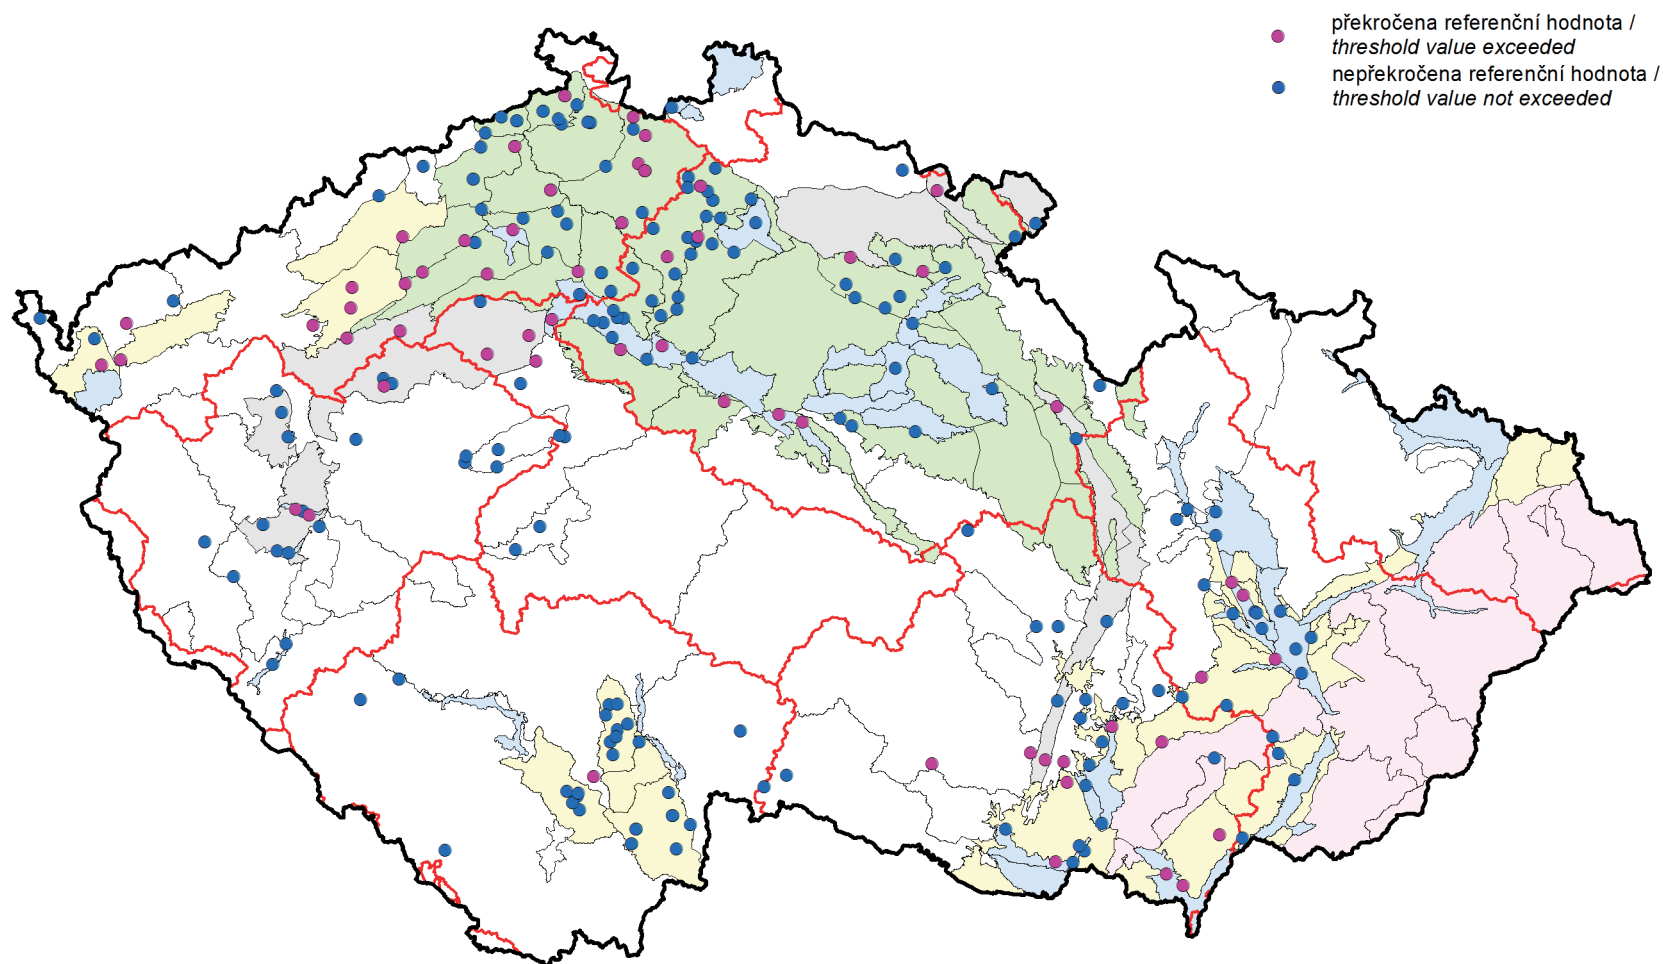 překročena referenční hodnota /
threshold value exceeded
nepřekročena referenční hodnota /
threshold value not exceeded